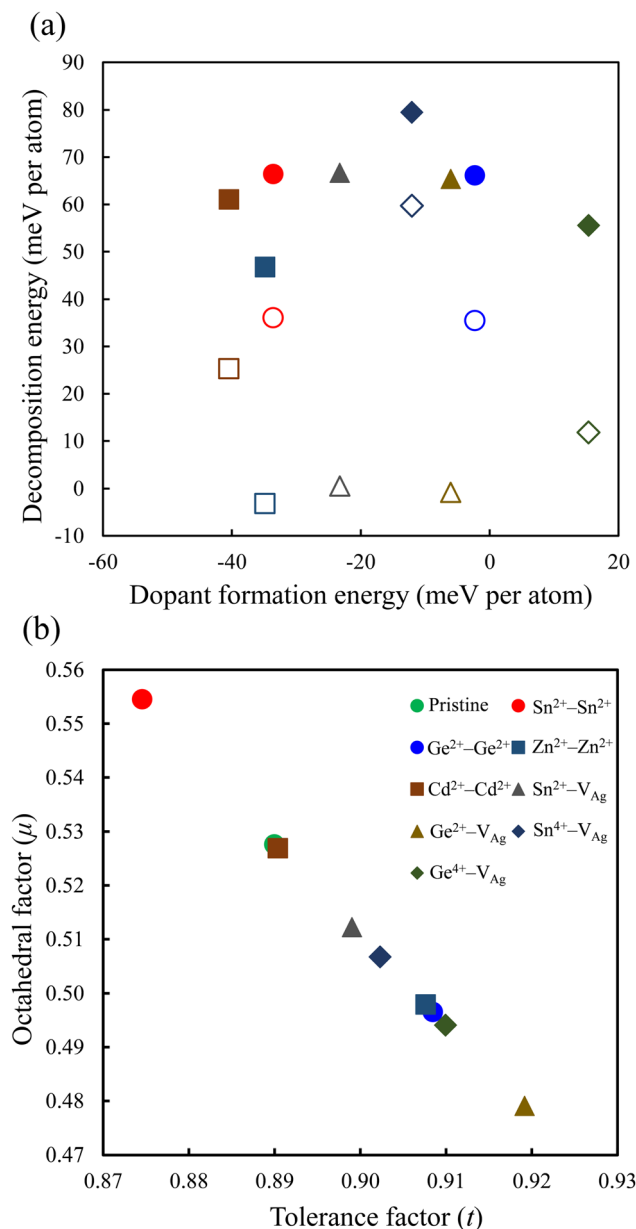 (a)
Decomposition energy (meV per atom)
90
80
70
60
50
40
30
20
10
0
-10
-60
-40
-20
0
20
Dopant formation energy (meV per atom)
(b)
Octahedral factor (μ)
0.56
0.55
0.54
0.53
0.52
0.51
0.50
0.49
0.48
0.47
Pristine
Sn²⁺–Sn²⁺
Ge²⁺–Ge²⁺
Zn²⁺–Zn²⁺
Cd²⁺–Cd²⁺
Sn²⁺–V_Ag
Ge²⁺–V_Ag
Sn⁴⁺–V_Ag
Ge⁴⁺–V_Ag
0.87
0.88
0.89
0.90
0.91
0.92
0.93
Tolerance factor (t)